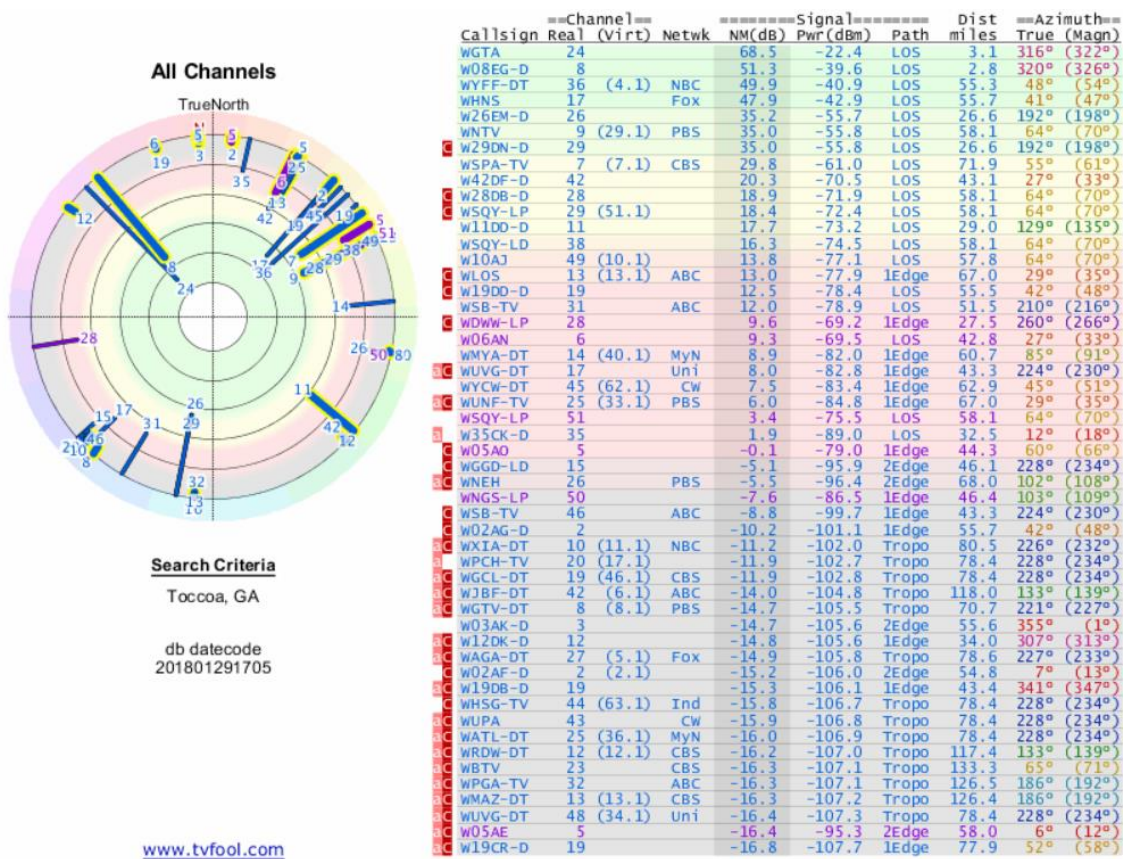 All Channels
TrueNorth
Search Criteria
Toccoa, GA
db datecode
201801291705
www.tvfool.com
==Channel== ========Signal======== Dist ==Azimuth==
Callsign Real (Virt) Netwk NM(dB) Pwr(dBm) Path miles True (Magn)
WGTA 24 68.5 -22.4 LOS 3.1 316° (322°)
W08EG-D 8 51.3 -39.6 LOS 2.8 320° (326°)
WYFF-DT 36 (4.1) NBC 49.9 -40.9 LOS 55.3 48° (54°)
WHNS 17 Fox 47.9 -42.9 LOS 55.7 41° (47°)
W26EM-D 26 35.2 -55.7 LOS 26.6 192° (198°)
WNTV 9 (29.1) PBS 35.0 -55.8 LOS 58.1 64° (70°)
C W29DN-D 29 35.0 -55.8 LOS 26.6 192° (198°)
WSPA-TV 7 (7.1) CBS 29.8 -61.0 LOS 71.9 55° (61°)
W42DF-D 42 20.3 -70.5 LOS 43.1 27° (33°)
C W28DB-D 28 18.9 -71.9 LOS 58.1 64° (70°)
C WSQY-LP 29 (51.1) 18.4 -72.4 LOS 58.1 64° (70°)
W11DD-D 11 17.7 -73.2 LOS 29.0 129° (135°)
WSQY-LD 38 16.3 -74.5 LOS 58.1 64° (70°)
W10AJ 49 (10.1) 13.8 -77.1 LOS 57.8 64° (70°)
C WLOS 13 (13.1) ABC 13.0 -77.9 1Edge 67.0 29° (35°)
C W19DD-D 19 12.5 -78.4 LOS 55.5 42° (48°)
WSB-TV 31 ABC 12.0 -78.9 LOS 51.5 210° (216°)
C WDWW-LP 28 9.6 -69.2 1Edge 27.5 260° (266°)
W06AN 6 9.3 -69.5 LOS 42.8 27° (33°)
WMYA-DT 14 (40.1) MyN 8.9 -82.0 1Edge 60.7 85° (91°)
aC WUVG-DT 17 Uni 8.0 -82.8 1Edge 43.3 224° (230°)
WYCW-DT 45 (62.1) CW 7.5 -83.4 1Edge 62.9 45° (51°)
aC WUNF-TV 25 (33.1) PBS 6.0 -84.8 1Edge 67.0 29° (35°)
WSQY-LP 51 3.4 -75.5 LOS 58.1 64° (70°)
a W35CK-D 35 1.9 -89.0 LOS 32.5 12° (18°)
C W05AO 5 -0.1 -79.0 1Edge 44.3 60° (66°)
C WGGD-LD 15 -5.1 -95.9 2Edge 46.1 228° (234°)
aC WNEH 26 PBS -5.5 -96.4 2Edge 68.0 102° (108°)
WNGS-LP 50 -7.6 -86.5 1Edge 46.4 103° (109°)
C WSB-TV 46 ABC -8.8 -99.7 1Edge 43.3 224° (230°)
C W02AG-D 2 -10.2 -101.1 1Edge 55.7 42° (48°)
aC WXIA-DT 10 (11.1) NBC -11.2 -102.0 Tropo 80.5 226° (232°)
a WPCH-TV 20 (17.1) -11.9 -102.7 Tropo 78.4 228° (234°)
aC WGCL-DT 19 (46.1) CBS -11.9 -102.8 Tropo 78.4 228° (234°)
aC WJBF-DT 42 (6.1) ABC -14.0 -104.8 Tropo 118.0 133° (139°)
aC WGTV-DT 8 (8.1) PBS -14.7 -105.5 Tropo 70.7 221° (227°)
W03AK-D 3 -14.7 -105.6 2Edge 55.6 355° (1°)
aC W12DK-D 12 -14.8 -105.6 1Edge 34.0 307° (313°)
aC WAGA-DT 27 (5.1) Fox -14.9 -105.8 Tropo 78.6 227° (233°)
C W02AF-D 2 (2.1) -15.2 -106.0 2Edge 54.8 7° (13°)
aC W19DB-D 19 -15.3 -106.1 1Edge 43.4 341° (347°)
C WHSG-TV 44 (63.1) Ind -15.8 -106.7 Tropo 78.4 228° (234°)
aC WUPA 43 CW -15.9 -106.8 Tropo 78.4 228° (234°)
aC WATL-DT 25 (36.1) MyN -16.0 -106.9 Tropo 78.4 228° (234°)
aC WRDW-DT 12 (12.1) CBS -16.2 -107.0 Tropo 117.4 133° (139°)
aC WBTV 23 CBS -16.3 -107.1 Tropo 133.3 65° (71°)
aC WPGA-TV 32 ABC -16.3 -107.1 Tropo 126.5 186° (192°)
aC WMAZ-DT 13 (13.1) CBS -16.3 -107.2 Tropo 126.4 186° (192°)
aC WUVG-DT 48 (34.1) Uni -16.4 -107.3 Tropo 78.4 228° (234°)
aC W05AE 5 -16.4 -95.3 2Edge 58.0 6° (12°)
aC W19CR-D 19 -16.8 -107.7 1Edge 77.9 52° (58°)